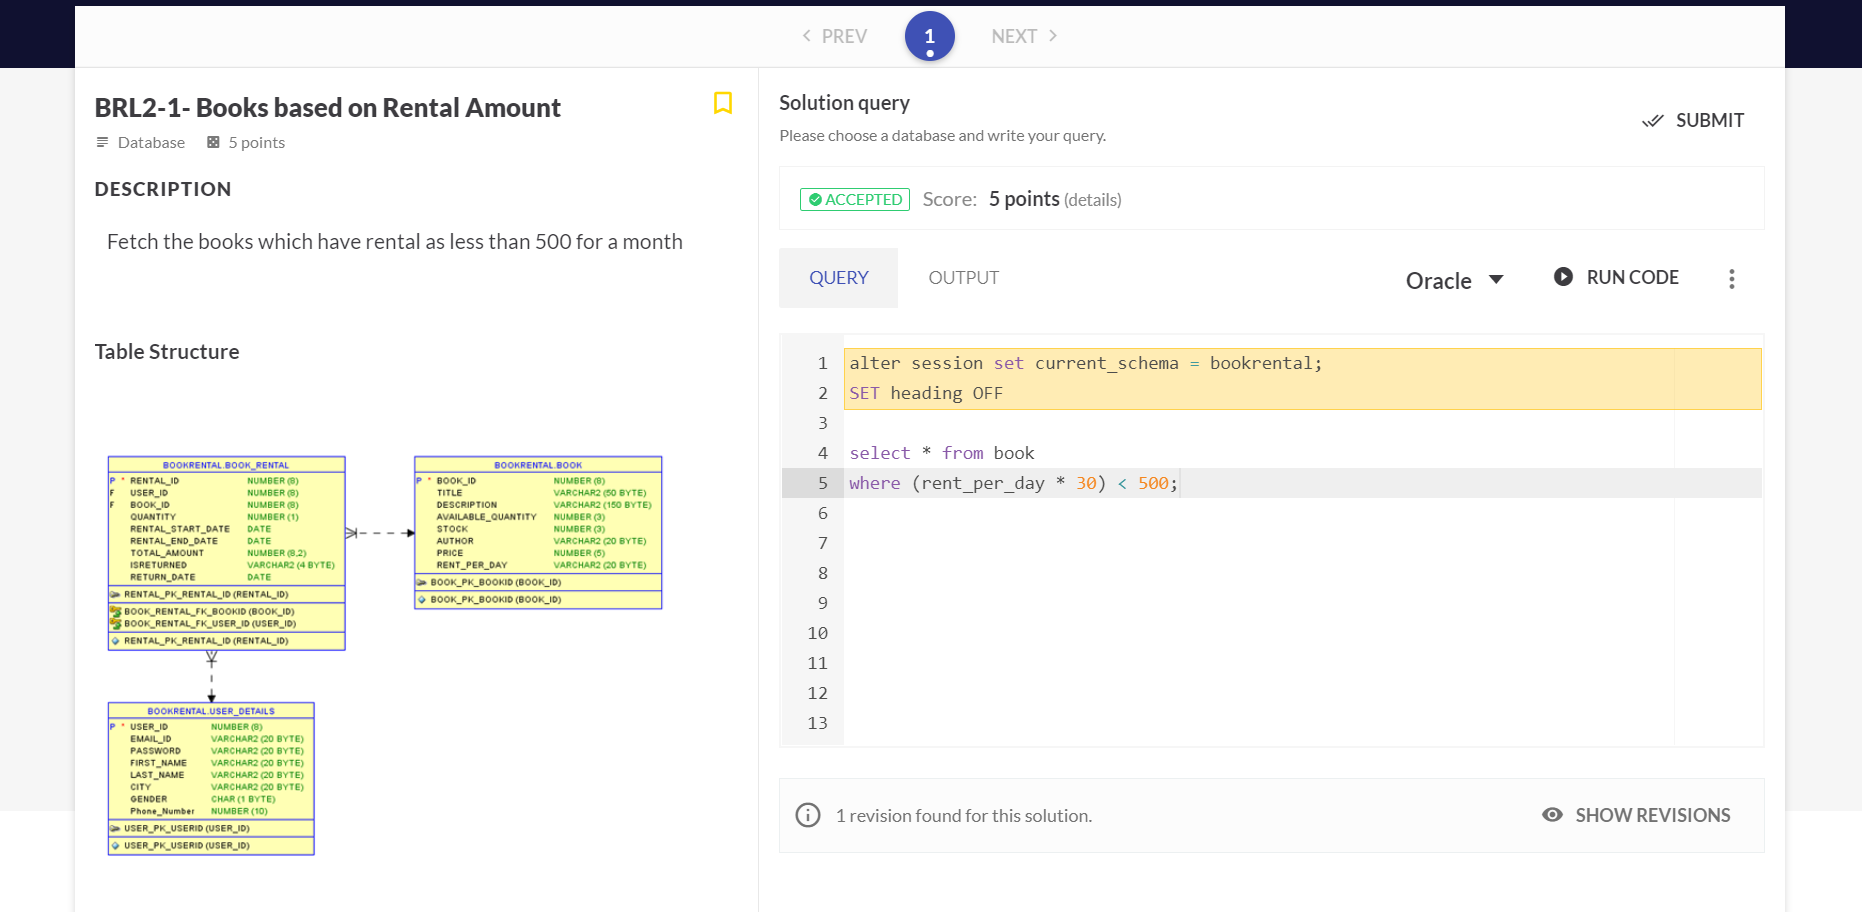 PREV
1
NEXT
BRL2-1- Books based on Rental Amount
Database
5 points
DESCRIPTION
Fetch the books which have rental as less than 500 for a month
Table Structure
BOOKRENTAL.BOOK_RENTAL
P * RENTAL_ID NUMBER (8)
F USER_ID NUMBER (8)
F BOOK_ID NUMBER (8)
QUANTITY NUMBER (1)
RENTAL_START_DATE DATE
RENTAL_END_DATE DATE
TOTAL_AMOUNT NUMBER (8,2)
ISRETURNED VARCHAR2 (4 BYTE)
RETURN_DATE DATE
RENTAL_PK_RENTAL_ID (RENTAL_ID)
BOOK_RENTAL_FK_BOOKID (BOOK_ID)
BOOK_RENTAL_FK_USER_ID (USER_ID)
RENTAL_PK_RENTAL_ID (RENTAL_ID)
BOOKRENTAL.BOOK
P * BOOK_ID NUMBER (8)
TITLE VARCHAR2 (50 BYTE)
DESCRIPTION VARCHAR2 (150 BYTE)
AVAILABLE_QUANTITY NUMBER (3)
STOCK NUMBER (3)
AUTHOR VARCHAR2 (20 BYTE)
PRICE NUMBER (5)
RENT_PER_DAY VARCHAR2 (20 BYTE)
BOOK_PK_BOOKID (BOOK_ID)
BOOK_PK_BOOKID (BOOK_ID)
BOOKRENTAL.USER_DETAILS
P * USER_ID NUMBER (8)
EMAIL_ID VARCHAR2 (20 BYTE)
PASSWORD VARCHAR2 (20 BYTE)
FIRST_NAME VARCHAR2 (20 BYTE)
LAST_NAME VARCHAR2 (20 BYTE)
CITY VARCHAR2 (20 BYTE)
GENDER CHAR (1 BYTE)
Phone_Number NUMBER (10)
USER_PK_USERID (USER_ID)
USER_PK_USERID (USER_ID)
Solution query
Please choose a database and write your query.
SUBMIT
ACCEPTED Score: 5 points (details)
QUERY
OUTPUT
Oracle
RUN CODE
1 alter session set current_schema = bookrental;
2 SET heading OFF
3
4 select * from book
5 where (rent_per_day * 30) < 500;
6
7
8
9
10
11
12
13
1 revision found for this solution.
SHOW REVISIONS